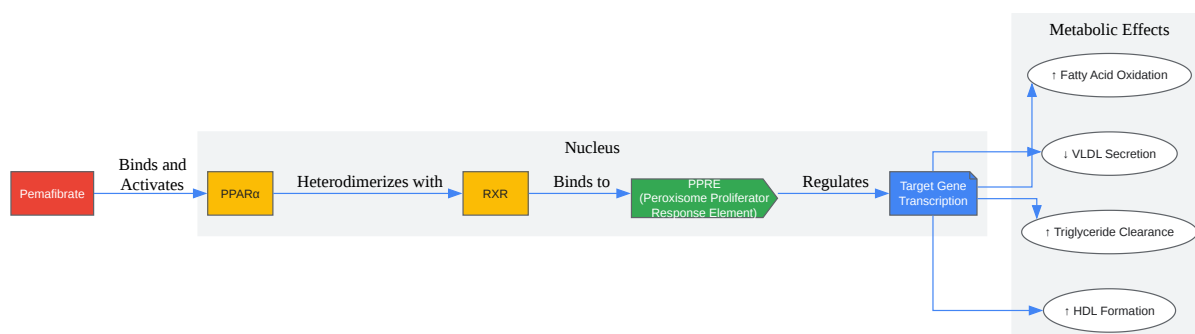 Metabolic Effects
↑ Fatty Acid Oxidation
Nucleus
↓ VLDL Secretion
Binds and
Activates
Heterodimerizes with
Binds to
Regulates
Pemafibrate
PPARα
RXR
PPRE
(Peroxisome Proliferator
Response Element)
Target Gene
Transcription
↑ Triglyceride Clearance
↑ HDL Formation